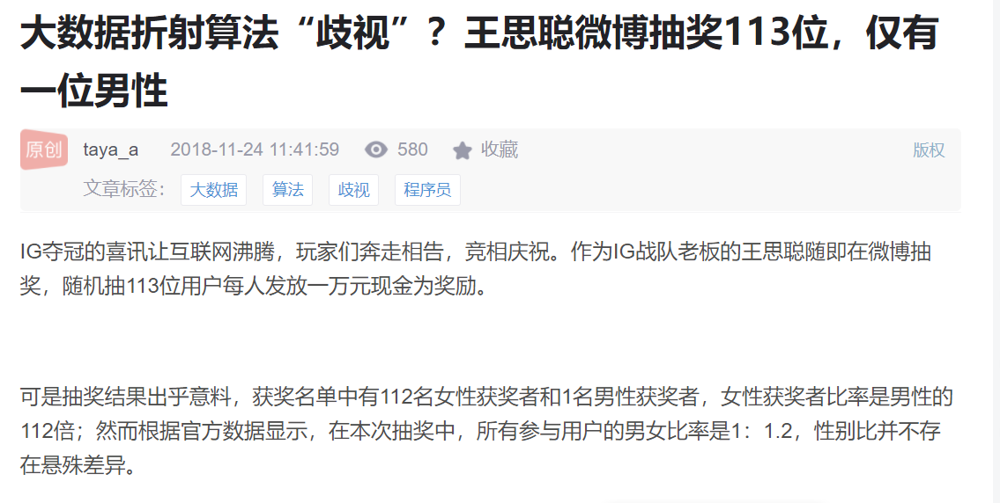 大数据折射算法“歧视”？王思聪微博抽奖113位，仅有
一位男性
原创 taya_a 2018-11-24 11:41:59 580 收藏 版权
文章标签： 大数据 算法 歧视 程序员
IG夺冠的喜讯让互联网沸腾，玩家们奔走相告，竞相庆祝。作为IG战队老板的王思聪随即在微博抽
奖，随机抽113位用户每人发放一万元现金为奖励。
可是抽奖结果出乎意料，获奖名单中有112名女性获奖者和1名男性获奖者，女性获奖者比率是男性的
112倍；然而根据官方数据显示，在本次抽奖中，所有参与用户的男女比率是1：1.2，性别比并不存
在悬殊差异。